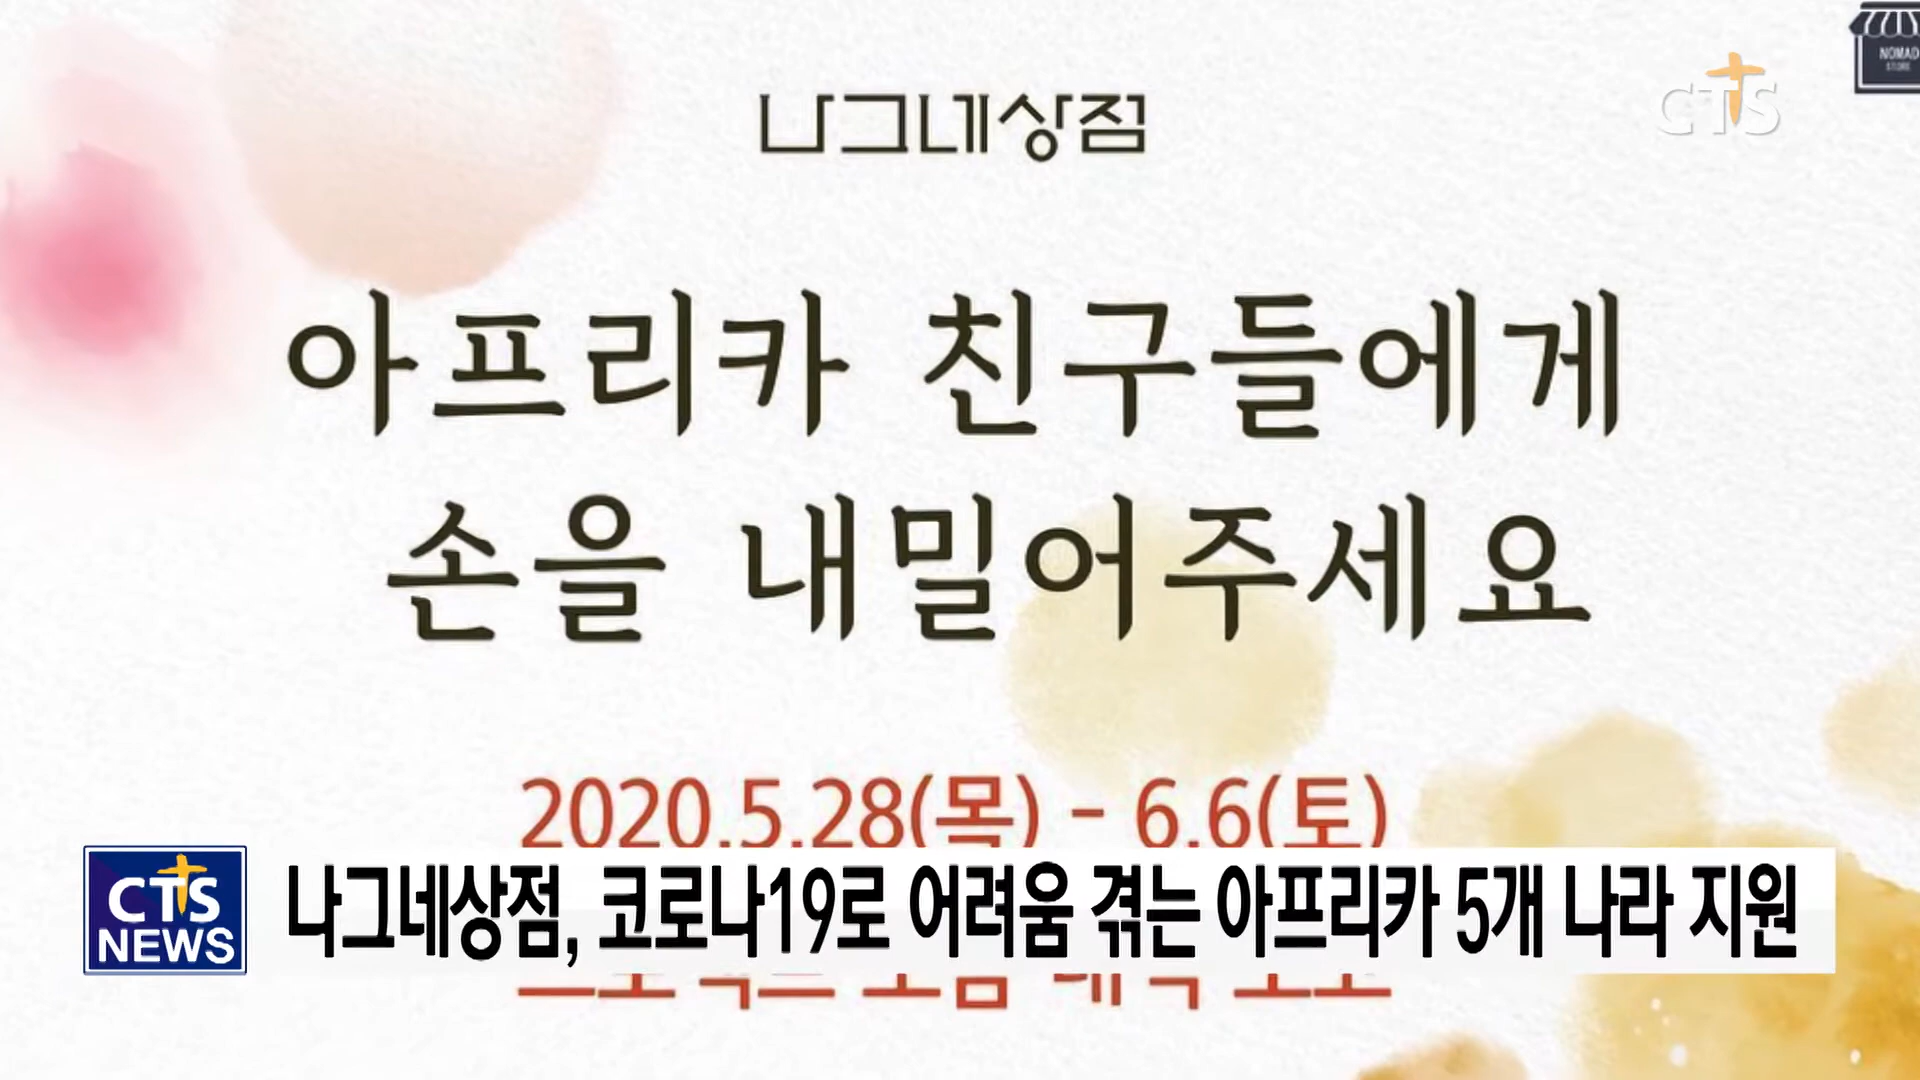 나그네상점
NOMAD
STORE
CTS
아프리카 친구들에게
손을 내밀어주세요
2020.5.28(목) - 6.6(토)
CTS
NEWS
나그네상점, 코로나19로 어려움 겪는 아프리카 5개 나라 지원